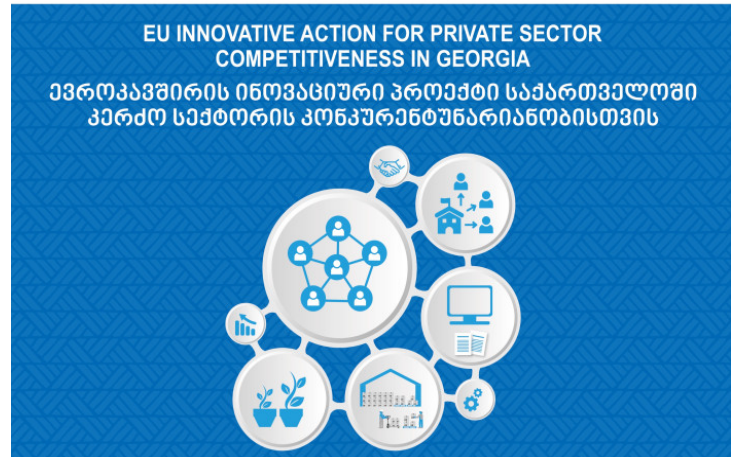 EU INNOVATIVE ACTION FOR PRIVATE SECTOR
COMPETITIVENESS IN GEORGIA
ევროკავშირის ინოვაციური პროექტი საქართველოში
კერძო სექტორის კონკურენტუნარიანობისთვის